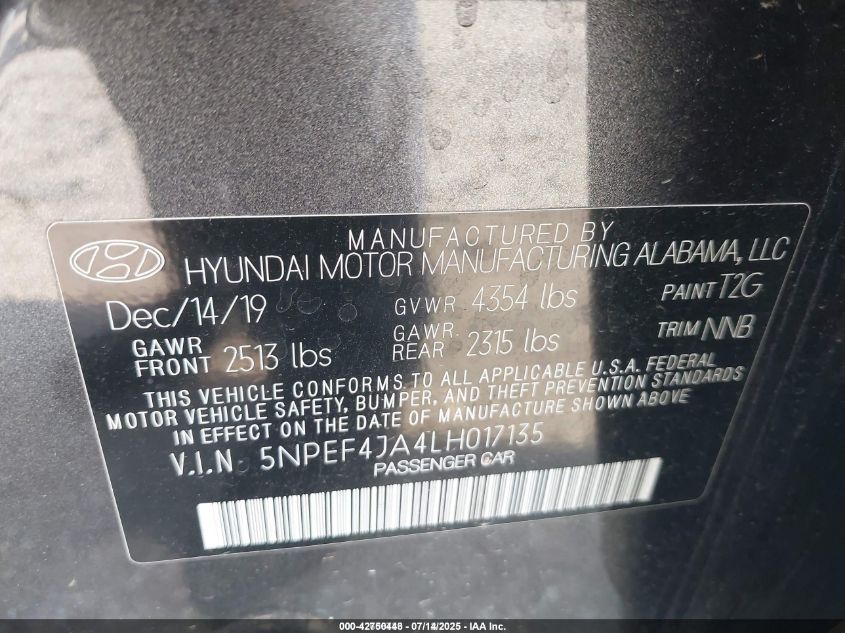 MANUFACTURED BY
HYUNDAI MOTOR MANUFACTURING ALABAMA, LLC
Dec/14/19 GVWR 4354 lbs PAINT T2G
GAWR FRONT 2513 lbs GAWR REAR 2315 lbs TRIM NNB
THIS VEHICLE CONFORMS TO ALL APPLICABLE U.S.A. FEDERAL
MOTOR VEHICLE SAFETY, BUMPER, AND THEFT PREVENTION STANDARDS
IN EFFECT ON THE DATE OF MANUFACTURE SHOWN ABOVE
V.I.N. 5NPEF4JA4LH017135
PASSENGER CAR
07/14/2025 - IAA Inc.